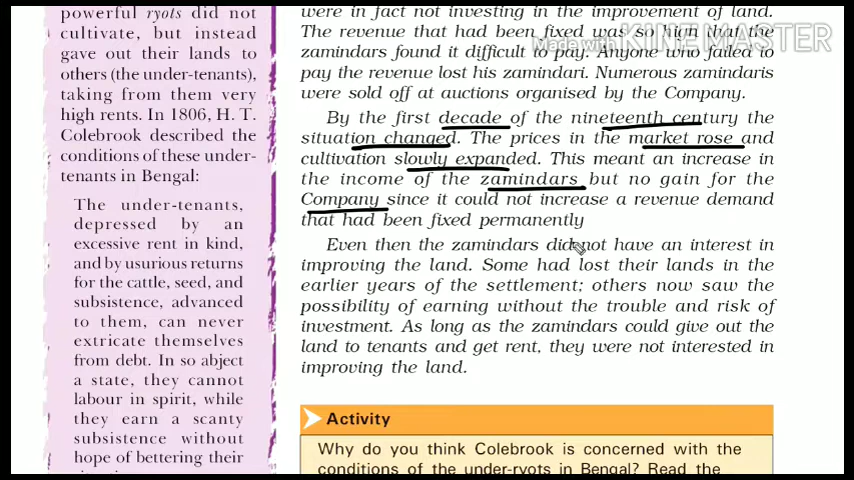 powerful ryots did not
cultivate, but instead
gave out their lands to
others (the under-tenants),
taking from them very
high rents. In 1806, H. T.
Colebrook described the
conditions of these under-
tenants in Bengal:
The under-tenants,
depressed by an
excessive rent in kind,
and by usurious returns
for the cattle, seed, and
subsistence, advanced
to them, can never
extricate themselves
from debt. In so abject
a state, they cannot
labour in spirit, while
they earn a scanty
subsistence without
hope of bettering their
were in fact not investing in the improvement of land.
The revenue that had been fixed was so high that the
zamindars found it difficult to pay. Anyone who failed to
pay the revenue lost his zamindari. Numerous zamindaris
were sold off at auctions organised by the Company.
By the first decade of the nineteenth century the
situation changed. The prices in the market rose and
cultivation slowly expanded. This meant an increase in
the income of the zamindars but no gain for the
Company since it could not increase a revenue demand
that had been fixed permanently
Even then the zamindars did not have an interest in
improving the land. Some had lost their lands in the
earlier years of the settlement; others now saw the
possibility of earning without the trouble and risk of
investment. As long as the zamindars could give out the
land to tenants and get rent, they were not interested in
improving the land.
Activity
Why do you think Colebrook is concerned with the
conditions of the under-ryots in Bengal? Read the
Made with KINEMASTER